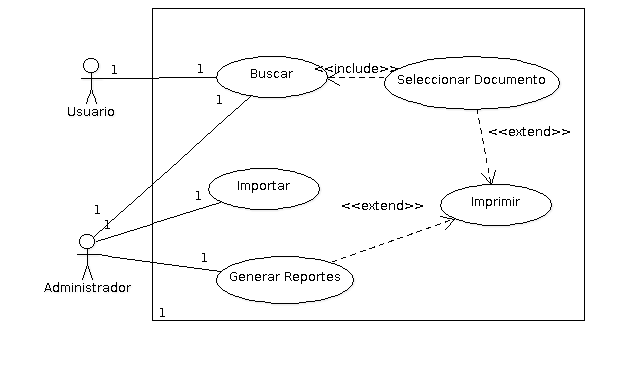 1
1
Buscar
<<include>>
Seleccionar Documento
Usuario
1
<<extend>>
Importar
1
1
1
<<extend>>
Imprimir
1
Generar Reportes
Administrador
1